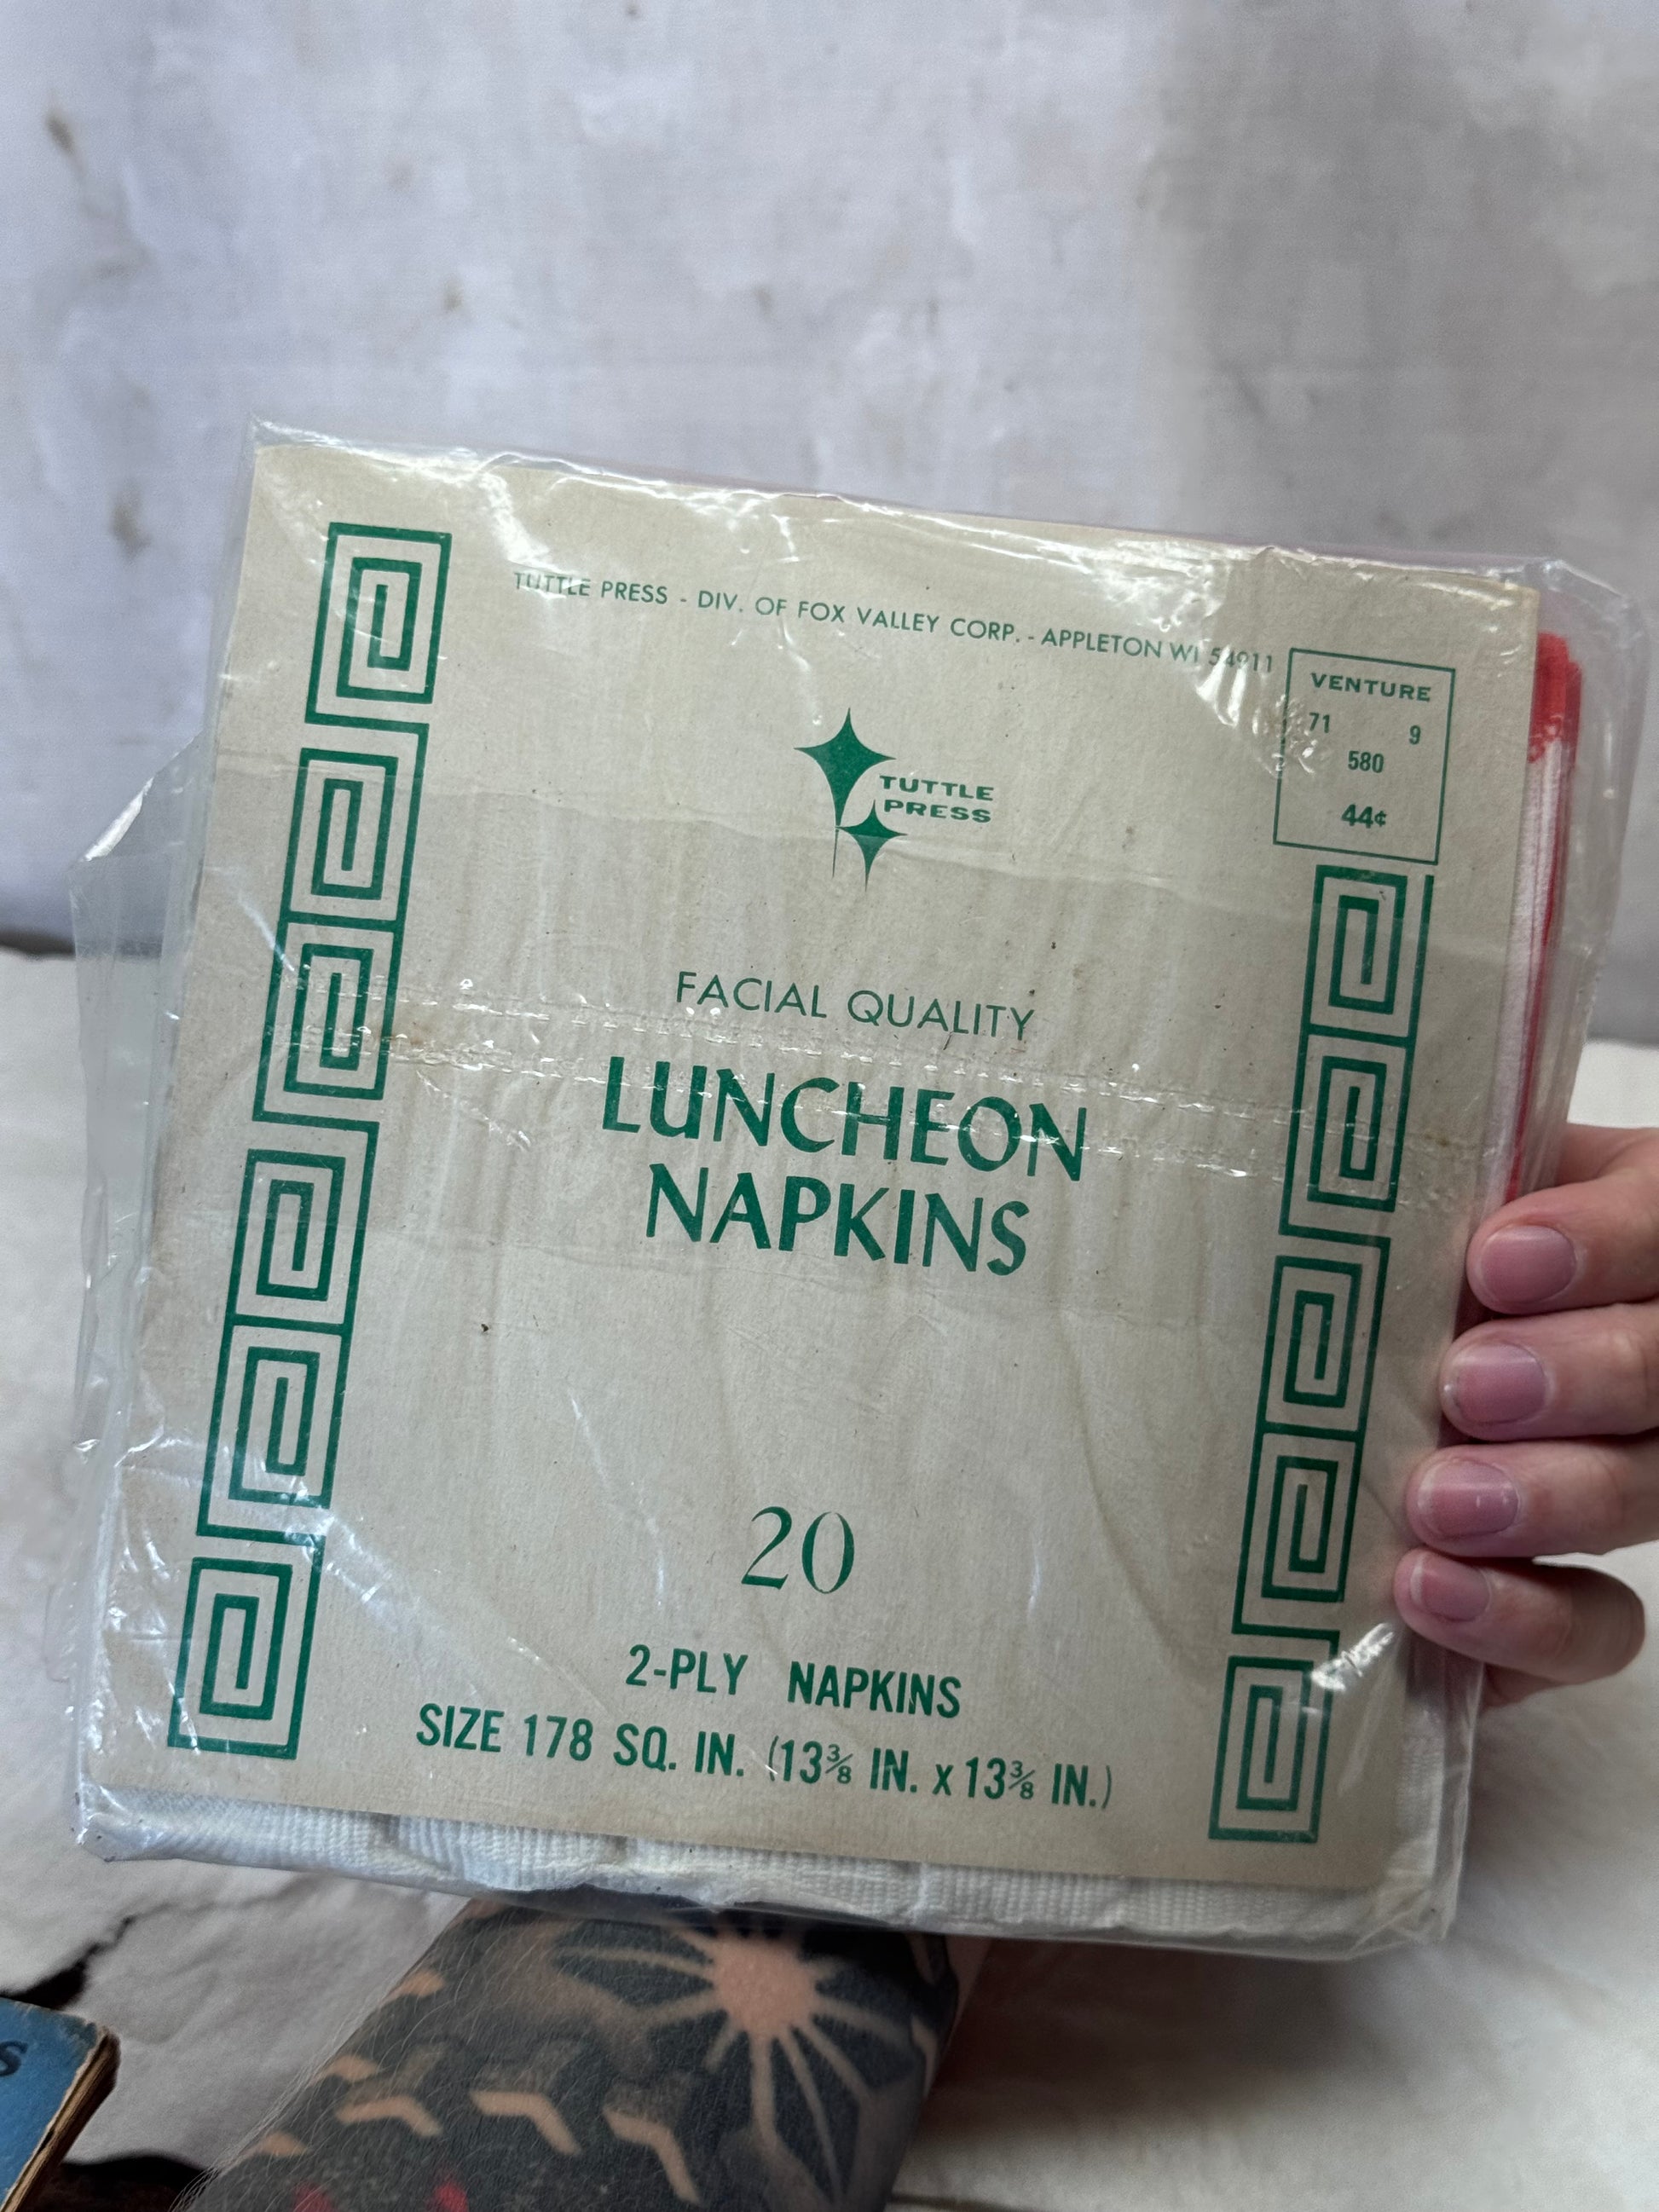 TUTTLE PRESS - DIV. OF FOX VALLEY CORP. - APPLETON WI 54911
VENTURE
71 9
580
44¢
TUTTLE
PRESS
FACIAL QUALITY
LUNCHEON
NAPKINS
20
2-PLY NAPKINS
SIZE 178 SQ. IN. (13⅜ IN. x 13⅜ IN.)
S